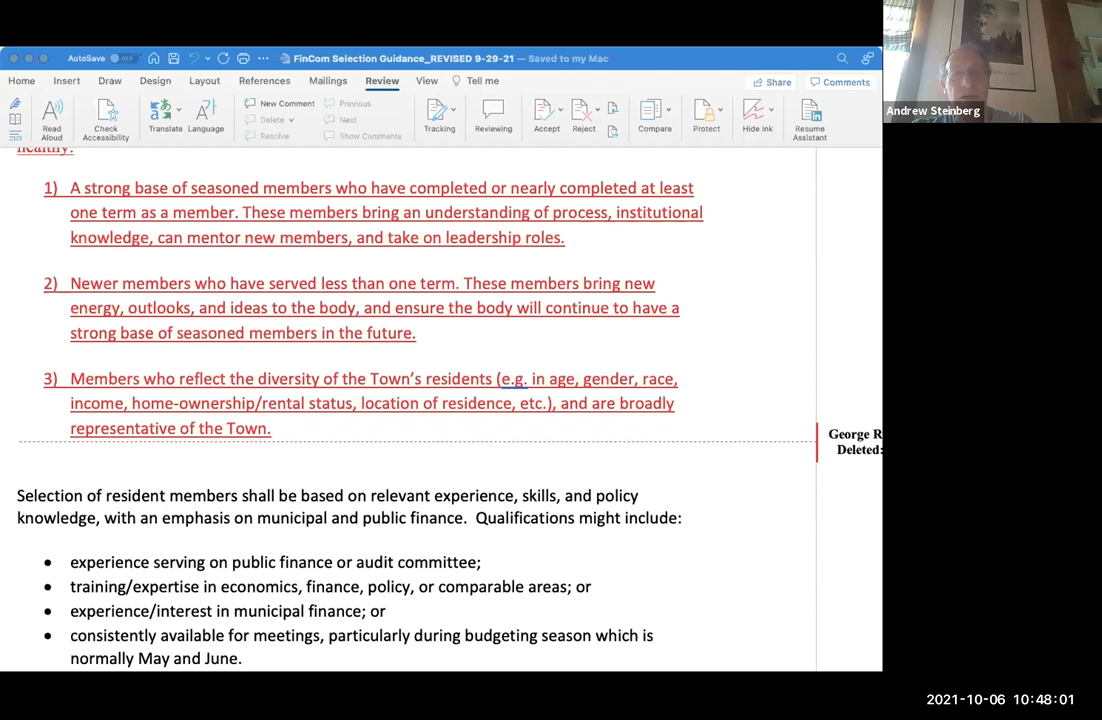 AutoSave OFF FinCom Selection Guidance_REVISED 9-29-21 — Saved to my Mac
Home Insert Draw Design Layout References Mailings Review View Tell me Share Comments
Read Aloud
Check Accessibility
Translate
Language
New Comment
Delete
Resolve
Previous
Next
Show Comments
Tracking
Reviewing
Accept
Reject
Compare
Protect
Hide Ink
Resume Assistant
Andrew Steinberg
healthy:
1) A strong base of seasoned members who have completed or nearly completed at least
one term as a member. These members bring an understanding of process, institutional
knowledge, can mentor new members, and take on leadership roles.
2) Newer members who have served less than one term. These members bring new
energy, outlooks, and ideas to the body, and ensure the body will continue to have a
strong base of seasoned members in the future.
3) Members who reflect the diversity of the Town's residents (e.g. in age, gender, race,
income, home-ownership/rental status, location of residence, etc.), and are broadly
representative of the Town.
George R
Deleted:
Selection of resident members shall be based on relevant experience, skills, and policy
knowledge, with an emphasis on municipal and public finance. Qualifications might include:
• experience serving on public finance or audit committee;
• training/expertise in economics, finance, policy, or comparable areas; or
• experience/interest in municipal finance; or
• consistently available for meetings, particularly during budgeting season which is
normally May and June.
2021-10-06 10:48:01